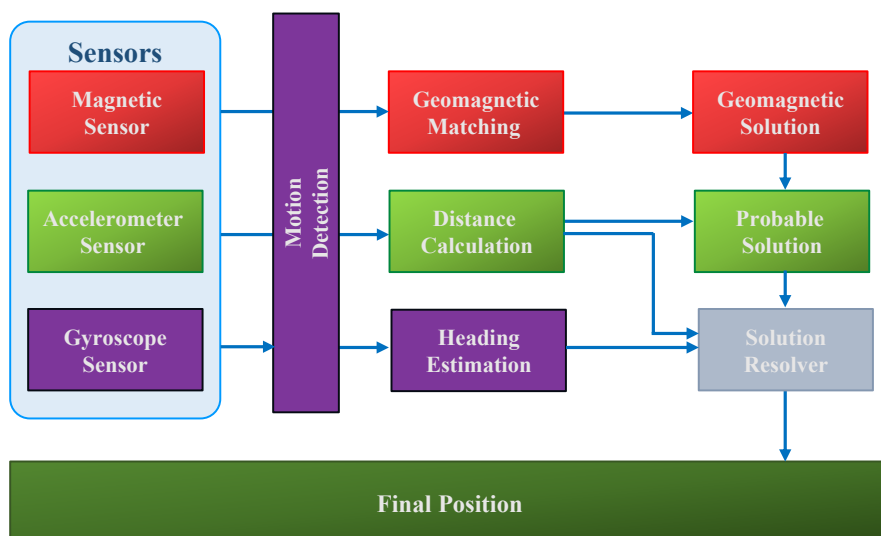 Sensors
Magnetic
Sensor
Accelerometer
Sensor
Gyroscope
Sensor
Motion
Detection
Geomagnetic
Matching
Distance
Calculation
Heading
Estimation
Geomagnetic
Solution
Probable
Solution
Solution
Resolver
Final Position